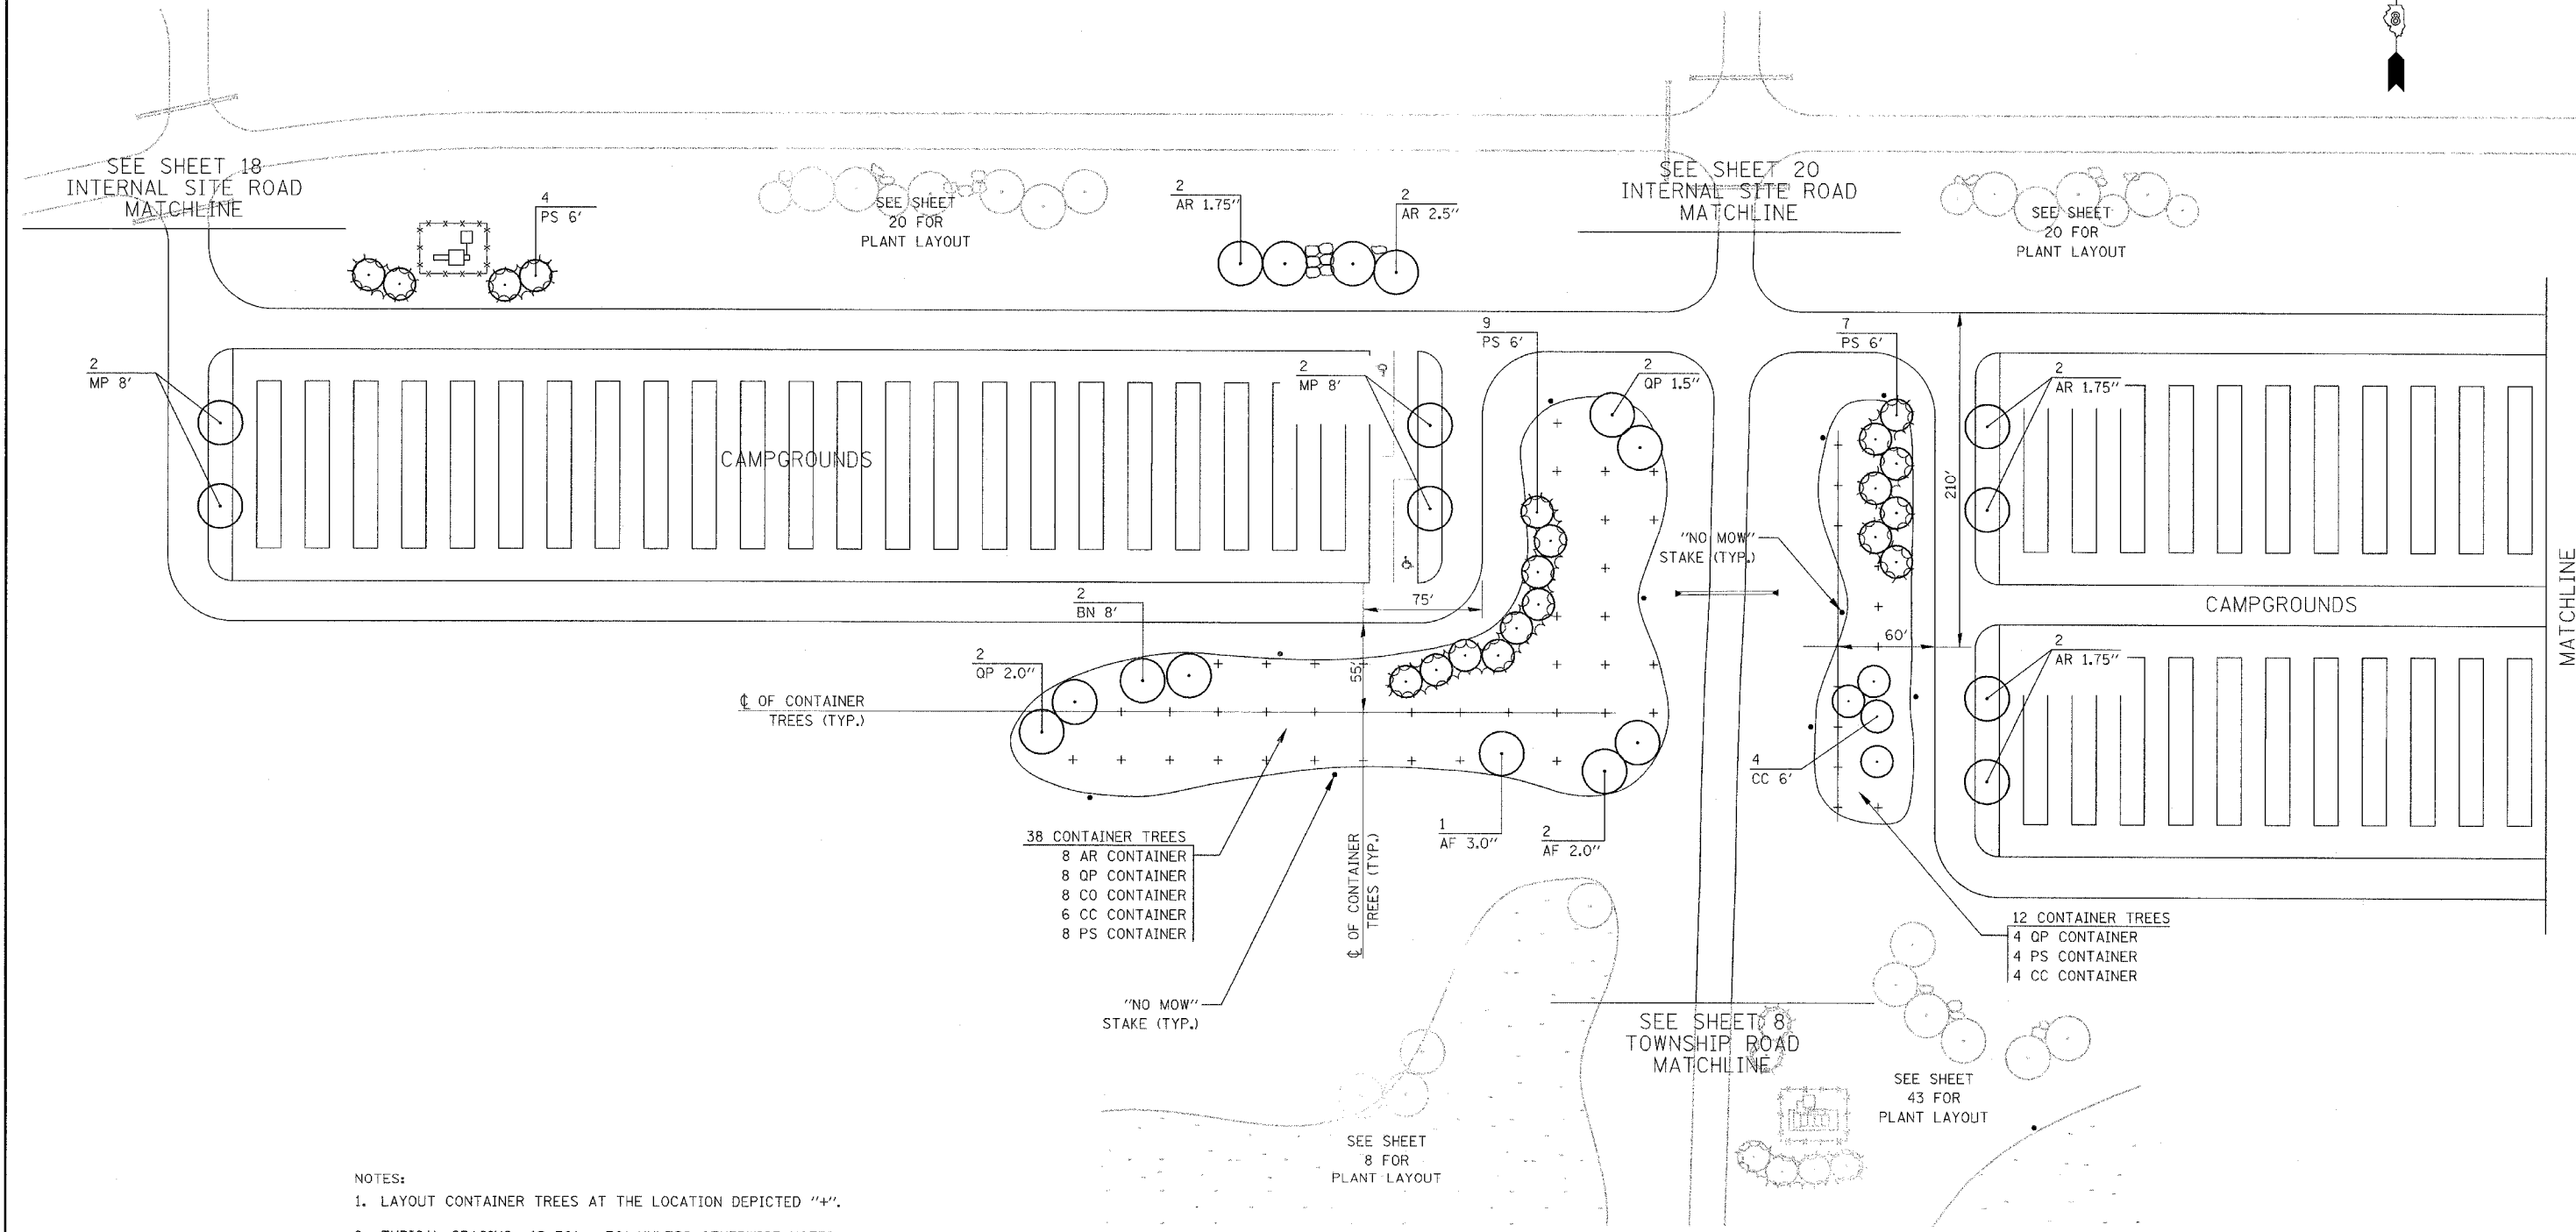 SEE SHEET 18
INTERNAL SITE ROAD
MATCHLINE
4
PS 6'
SEE SHEET
20 FOR
PLANT LAYOUT
2
AR 1.75"
2
AR 2.5"
SEE SHEET 20
INTERNAL SITE ROAD
MATCHLINE
SEE SHEET
20 FOR
PLANT LAYOUT
2
MP 8'
2
MP 8'
9
PS 6'
2
QP 1.5"
7
PS 6'
2
AR 1.75"
CAMPGROUNDS
210'
"NO MOW"
STAKE (TYP.)
MATCHLINE
2
BN 8'
75'
CAMPGROUNDS
60'
2
QP 2.0"
55'
2
AR 1.75"
℄ OF CONTAINER
TREES (TYP.)
4
CC 6'
1
AF 3.0"
2
AF 2.0"
38 CONTAINER TREES
8 AR CONTAINER
8 QP CONTAINER
8 CO CONTAINER
6 CC CONTAINER
8 PS CONTAINER
℄ OF CONTAINER
TREES (TYP.)
12 CONTAINER TREES
4 QP CONTAINER
4 PS CONTAINER
4 CC CONTAINER
"NO MOW"
STAKE (TYP.)
SEE SHEET 8
TOWNSHIP ROAD
MATCHLINE
SEE SHEET
43 FOR
PLANT LAYOUT
SEE SHEET
8 FOR
PLANT LAYOUT
NOTES:
1. LAYOUT CONTAINER TREES AT THE LOCATION DEPICTED "+".